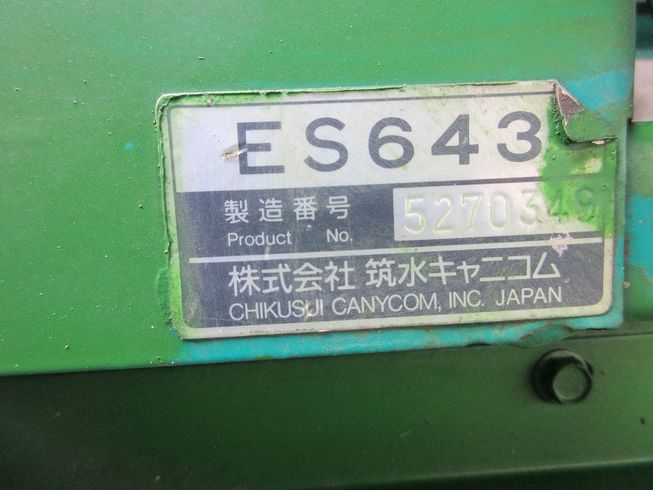 ES643
製造番号 5270349
Product No.
株式会社 筑水キャニコム
CHIKUSUI CANYCOM, INC. JAPAN